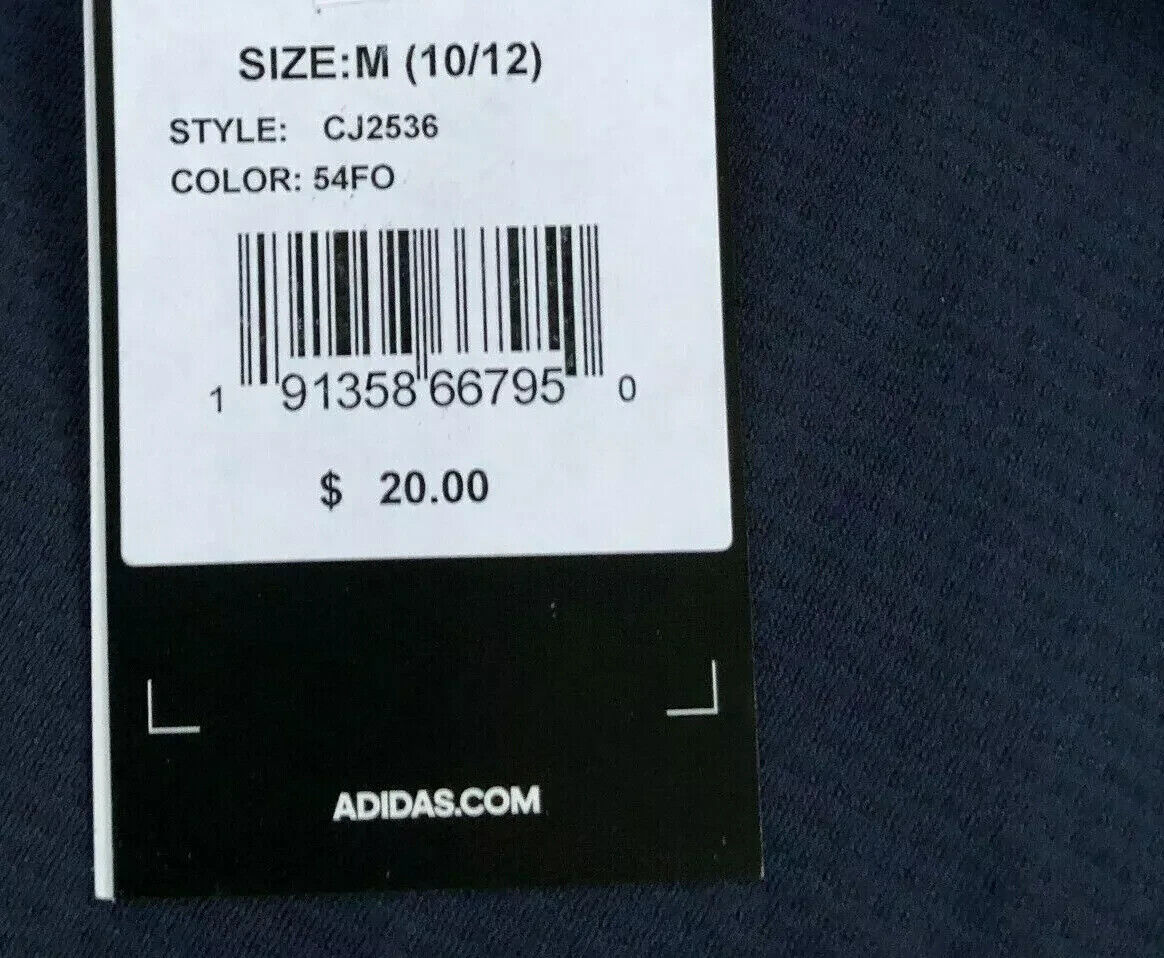 SIZE:M (10/12)
STYLE: CJ2536
COLOR: 54FO
1 91358 66795 0
$ 20.00
ADIDAS.COM